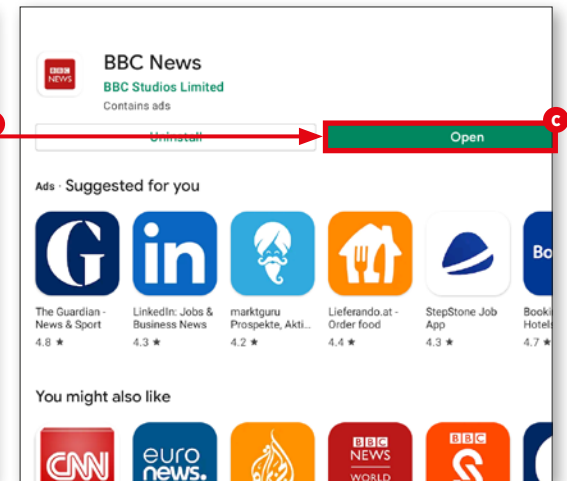 BBC
NEWS
BBC News
BBC Studios Limited
Contains ads
Uninstall
Open
C
Ads · Suggested for you
G
in
Bo
The Guardian -
News & Sport
4.8 ★
LinkedIn: Jobs &
Business News
4.3 ★
marktguru
Prospekte, Akti...
4.2 ★
Lieferando.at -
Order food
4.4 ★
StepStone Job
App
4.3 ★
Booki
Hotel
4.7 ★
You might also like
CNN
euro
news.
BBC
NEWS
WORLD
BBC
S